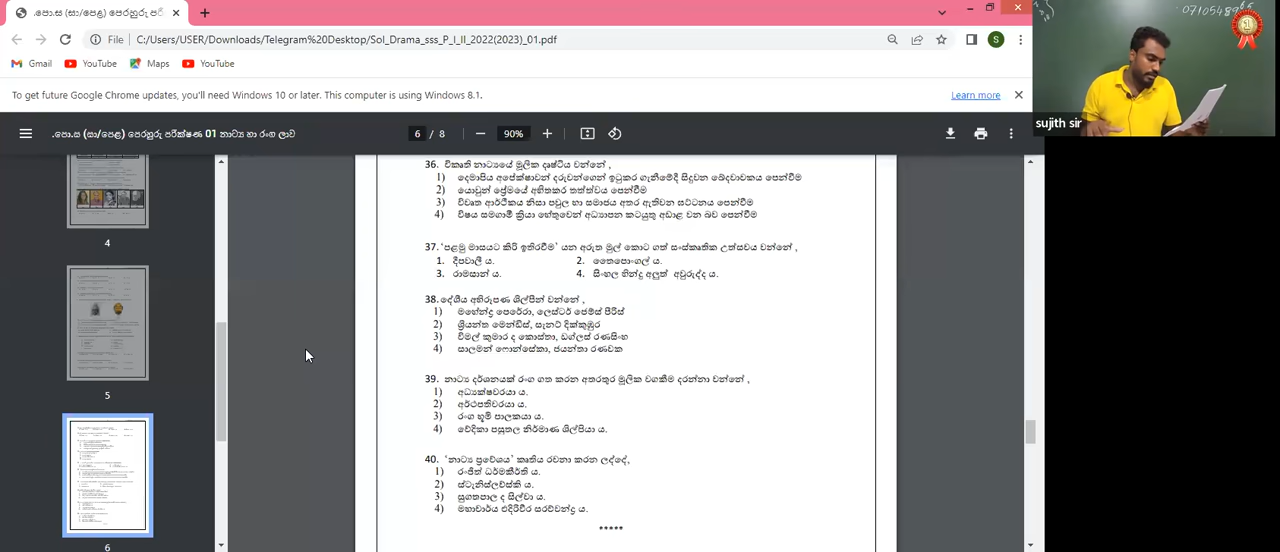 .පො.ස (සා/පෙළ) පෙරහුරු පරී
0710548965
File C:/Users/USER/Downloads/Telegram%20Desktop/Sol_Drama_sss_P_I_II_2022(2023)_01.pdf
S
Gmail YouTube Maps YouTube
To get future Google Chrome updates, you'll need Windows 10 or later. This computer is using Windows 8.1.
Learn more
sujith sir
.පො.ස (සා/පෙළ) පෙරහුරු පරීක්ෂණ 01 නාට්‍ය හා රංග ලාව
6 / 8
90%
4
5
6
36. විකෘති නාට්‍යයේ මූලික දෘෂ්ටිය වන්නේ ,
1) දෙමාපිය අපේක්ෂාවන් දරුවන්ගෙන් ඉටුකර ගැනීමේදී සිදුවන ඛේදවාචකය පෙන්වීම
2) යොවුන් ප්‍රේමයේ අභිතකර තත්ත්වය පෙන්වීම
3) විවෘත ආර්ථිකය නිසා පවුල හා සමාජය අතර ඇතිවන ඝට්ටනය පෙන්වීම
4) විෂය සමගාමී ක්‍රියා හේතුවෙන් අධ්‍යාපන කටයුතු අඩාළ වන බව පෙන්වීම
37. 'පළමු මාසයට කිරි ඉතිරවීම' යන අරුත මුල් කොට ගත් සංස්කෘතික උත්සවය වන්නේ ,
1. දීපවාලී ය. 2. තෛපොංගල් ය.
3. රාමසාන් ය. 4. සිංහල හින්දු අලුත් අවුරුද්ද ය.
38. දේශීය අභිරූපණ ශිල්පීන් වන්නේ ,
1) මහේන්ද්‍ර පෙරේරා, ලෙස්ටර් ජේම්ස් පීරිස්
2) ශ්‍රියන්ත මෙන්ඩිස්, සැනට් දික්කුඹුර
3) විමල් කුමාර ද කොස්තා, ඩග්ලස් රණසිංහ
4) සාලමන් ෆොන්සේකා, ජයන්තා රණවක
39. නාට්‍ය දර්ශනයක් රංග ගත කරන අතරතුර මූලික වගකීම දරන්නා වන්නේ ,
1) අධ්‍යක්ෂවරයා ය.
2) අර්ථපතිවරයා ය.
3) රංග භූමි පාලකයා ය.
4) වේදිකා පසුතල නිර්මාණ ශිල්පියා ය.
40. 'නාට්‍ය ප්‍රවේශය' කෘතිය රචනා කරන ලද්දේ,
1) රංජිත් ධර්මකීර්ති ය.
2) ස්ටැනිස්ලව්ස්කි ය.
3) සුගතපාල ද සිල්වා ය.
4) මහාචාර්ය එදිරිවීර සරච්චන්ද්‍ර ය.
*****